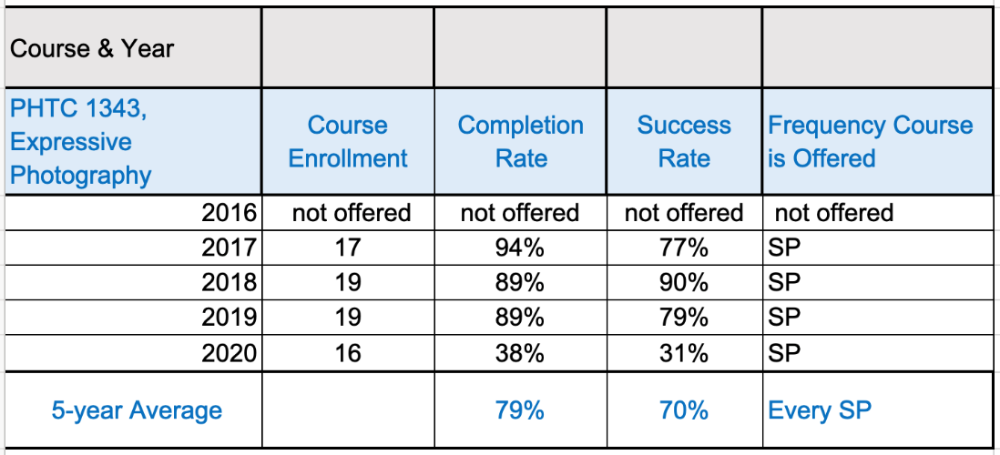 Course & Year
PHTC 1343,
Expressive
Photography
Course
Enrollment
Completion
Rate
Success
Rate
Frequency Course
is Offered
2016 not offered not offered not offered not offered
2017 17 94% 77% SP
2018 19 89% 90% SP
2019 19 89% 79% SP
2020 16 38% 31% SP
5-year Average 79% 70% Every SP